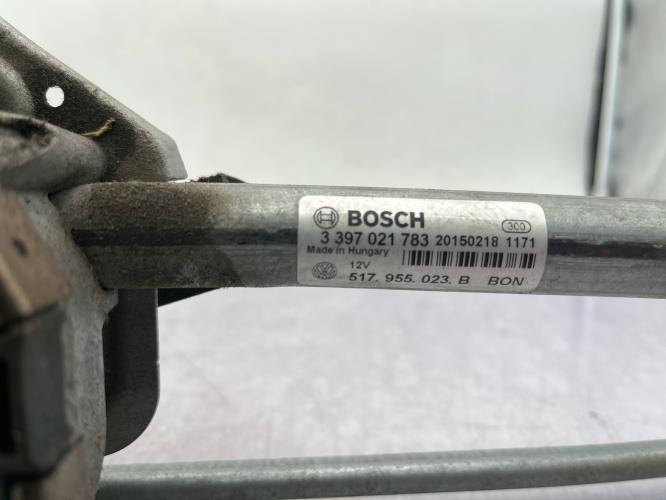 BOSCH 300
3 397 021 783 20150218 1171
Made in Hungary
12V
517. 955. 023. B BON